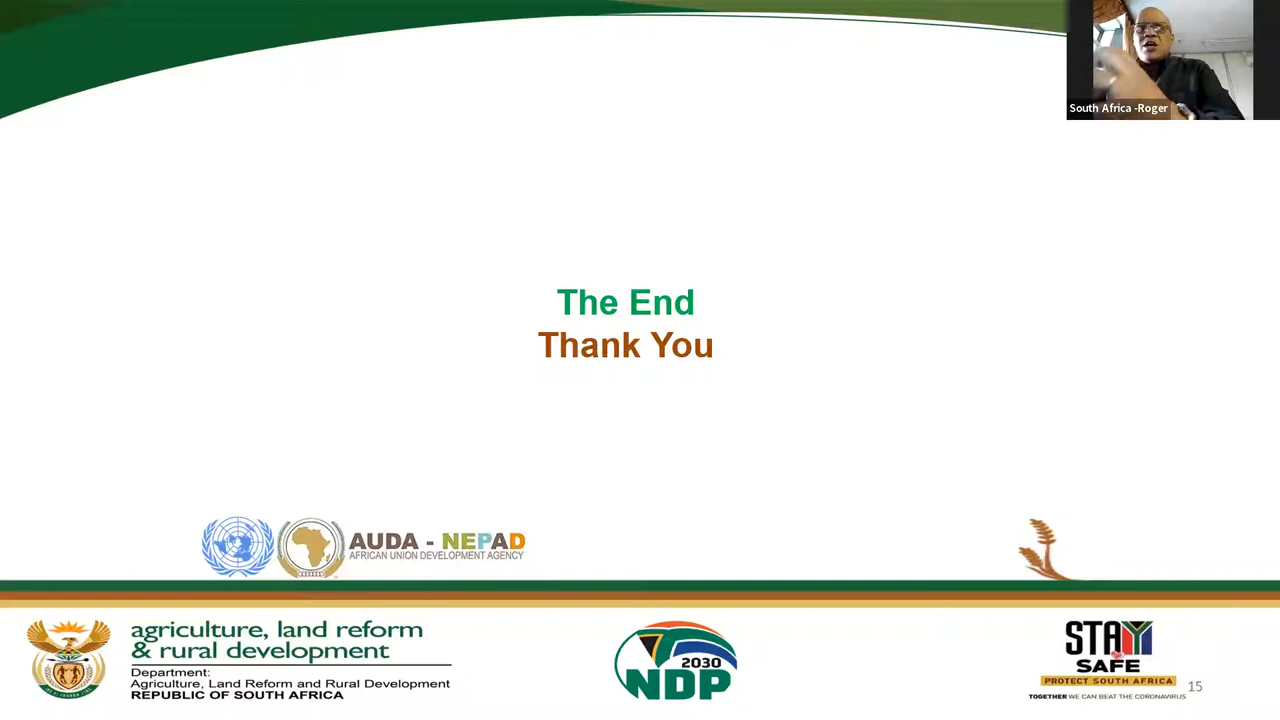 South Africa -Roger
The End
Thank You
AUDA - NEPAD
AFRICAN UNION DEVELOPMENT AGENCY
agriculture, land reform
& rural development
Department:
Agriculture, Land Reform and Rural Development
REPUBLIC OF SOUTH AFRICA
2030
NDP
STAY
SAFE
PROTECT SOUTH AFRICA
TOGETHER WE CAN BEAT THE CORONAVIRUS
15